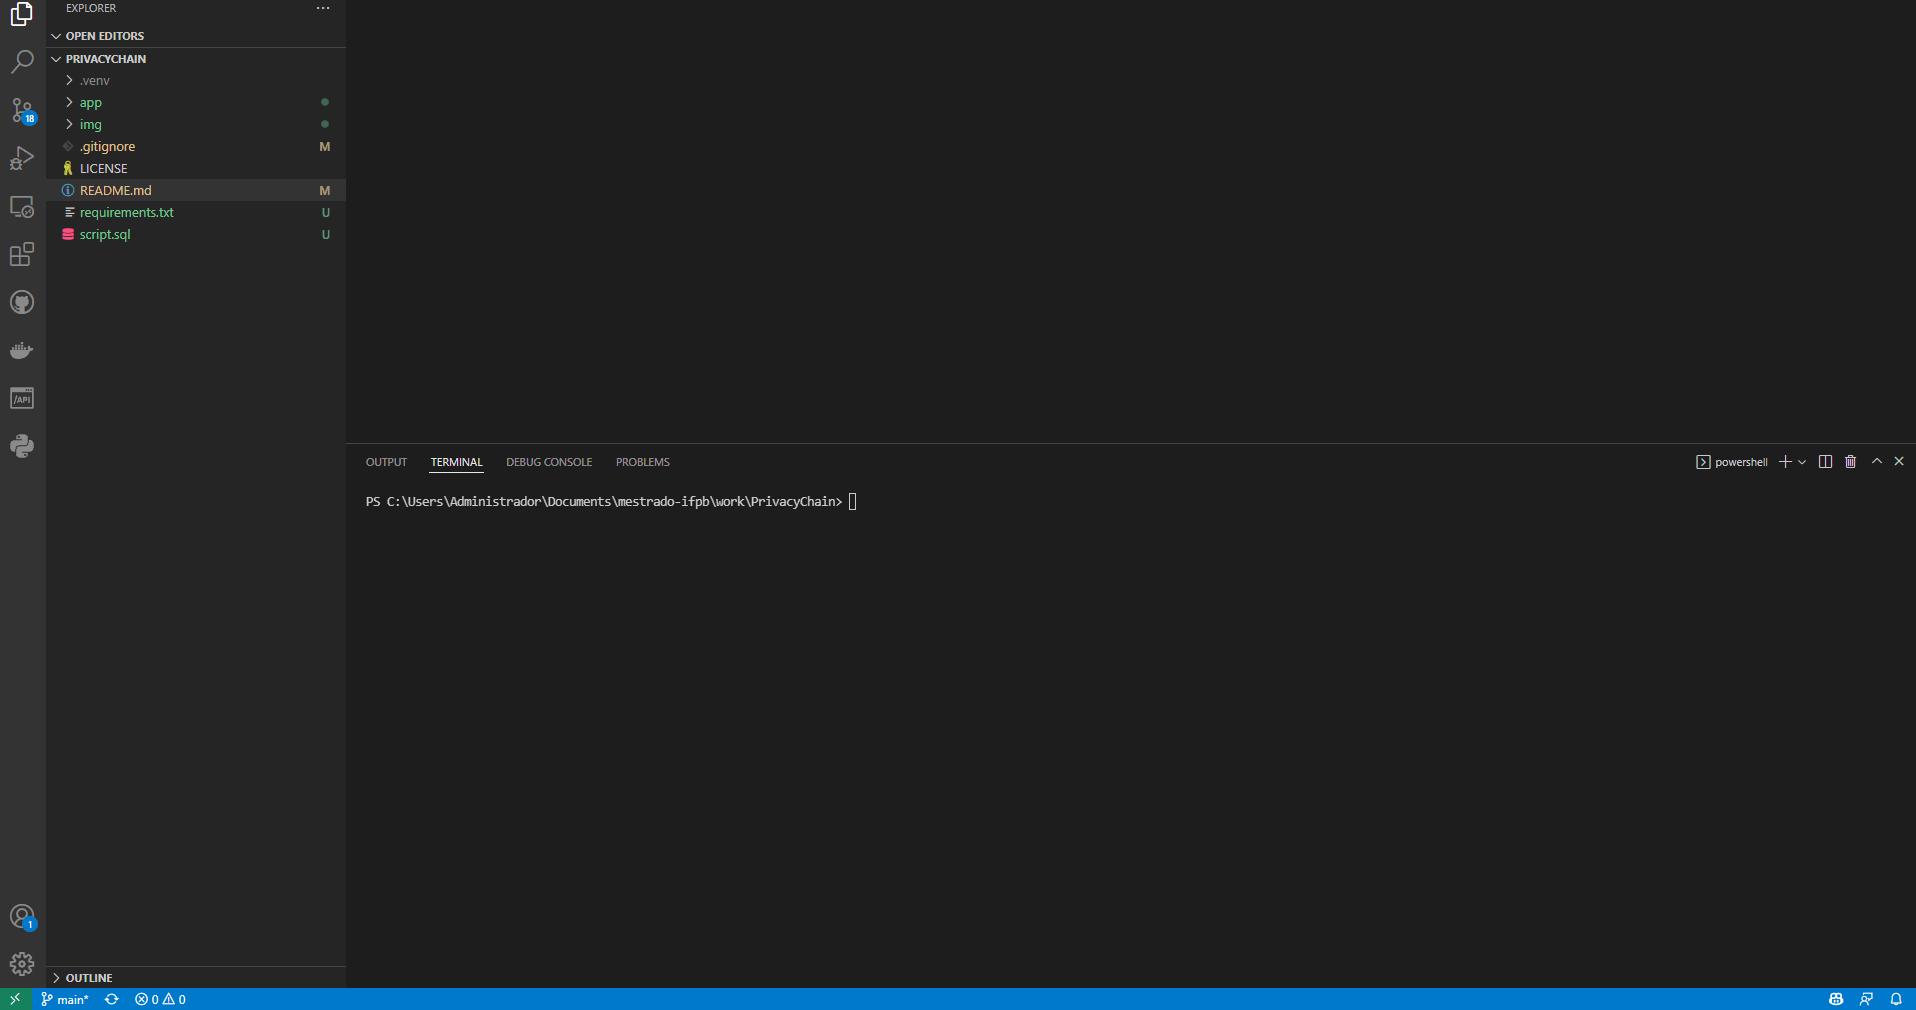 EXPLORER
OPEN EDITORS
PRIVACYCHAIN
.venv
app
18
img
.gitignore M
LICENSE
README.md M
requirements.txt U
script.sql U
/API
OUTPUT TERMINAL DEBUG CONSOLE PROBLEMS powershell
PS C:\Users\Administrador\Documents\mestrado-ifpb\work\PrivacyChain>
1
OUTLINE
main* 0 0